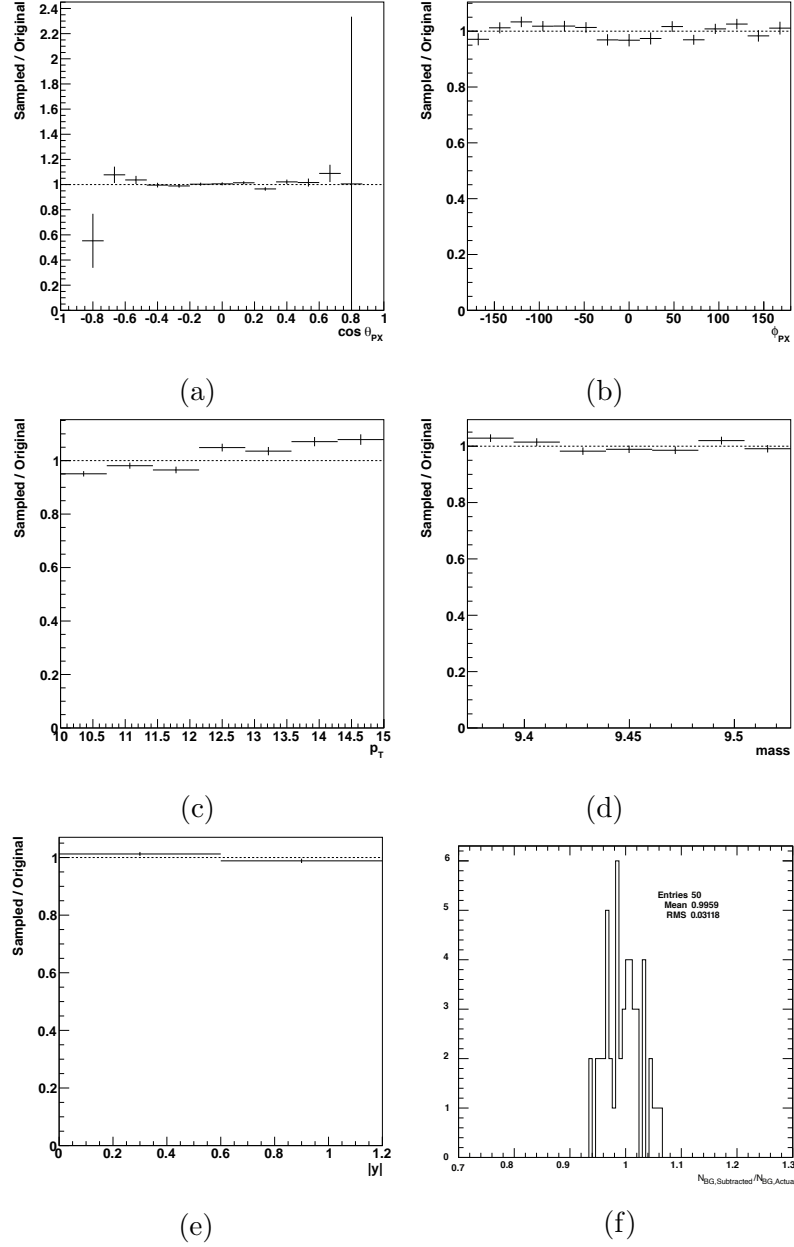 Sampled / Original
2.4
2.2
2
1.8
1.6
1.4
1.2
1
0.8
0.6
0.4
0.2
0
-1 -0.8 -0.6 -0.4 -0.2 0 0.2 0.4 0.6 0.8 1
cos θPX
(a)
Sampled / Original
1
0.8
0.6
0.4
0.2
0
-150 -100 -50 0 50 100 150
ϕPX
(b)
Sampled / Original
1
0.8
0.6
0.4
0.2
0
10 10.5 11 11.5 12 12.5 13 13.5 14 14.5 15
pT
(c)
Sampled / Original
1
0.8
0.6
0.4
0.2
0
9.4 9.45 9.5
mass
(d)
Sampled / Original
1
0.8
0.6
0.4
0.2
0
0 0.2 0.4 0.6 0.8 1 1.2
|y|
(e)
6
5
4
3
2
1
0
Entries 50
Mean 0.9959
RMS 0.03118
0.7 0.8 0.9 1 1.1 1.2 1.3
NBG,Subtracted/NBG,Actua
(f)